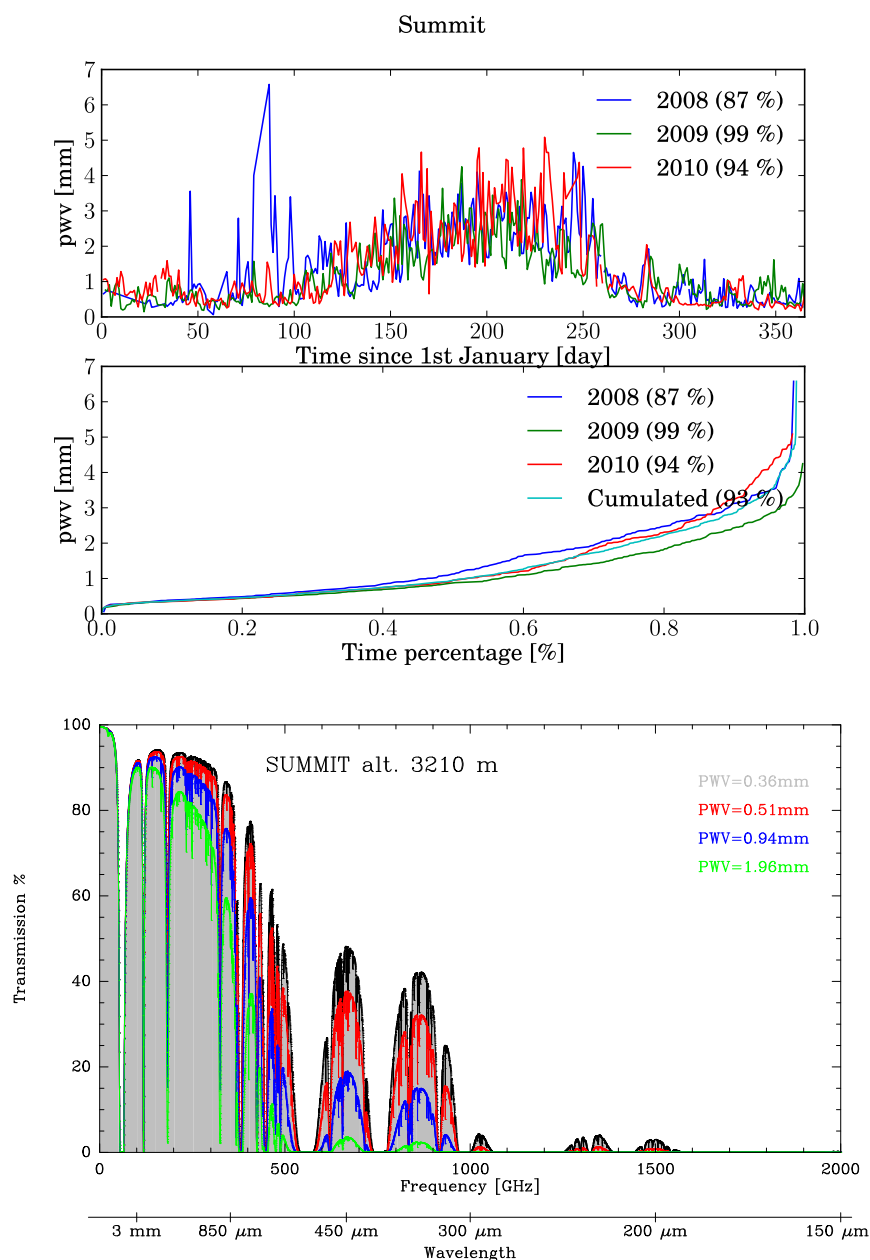 Summit
7
6
5
4
3
2
1
0
pwv [mm]
2008 (87 %)
2009 (99 %)
2010 (94 %)
0 50 100 150 200 250 300 350
Time since 1st January [day]
7
6
5
4
3
2
1
0
pwv [mm]
2008 (87 %)
2009 (99 %)
2010 (94 %)
Cumulated (93 %)
0.0 0.2 0.4 0.6 0.8 1.0
Time percentage [%]
100
80
60
40
20
0
Transmission %
SUMMIT alt. 3210 m
PWV=0.36mm
PWV=0.51mm
PWV=0.94mm
PWV=1.96mm
0 500 1000 1500 2000
Frequency [GHz]
3 mm 850 μm 450 μm 300 μm 200 μm 150 μm
Wavelength